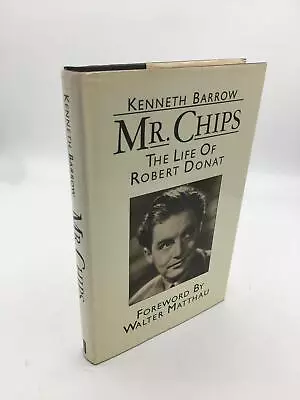 KENNETH BARROW
MR. CHIPS
THE LIFE OF
ROBERT DONAT
FOREWORD BY
WALTER MATTHAU
KENNETH BARROW
MR. CHIPS